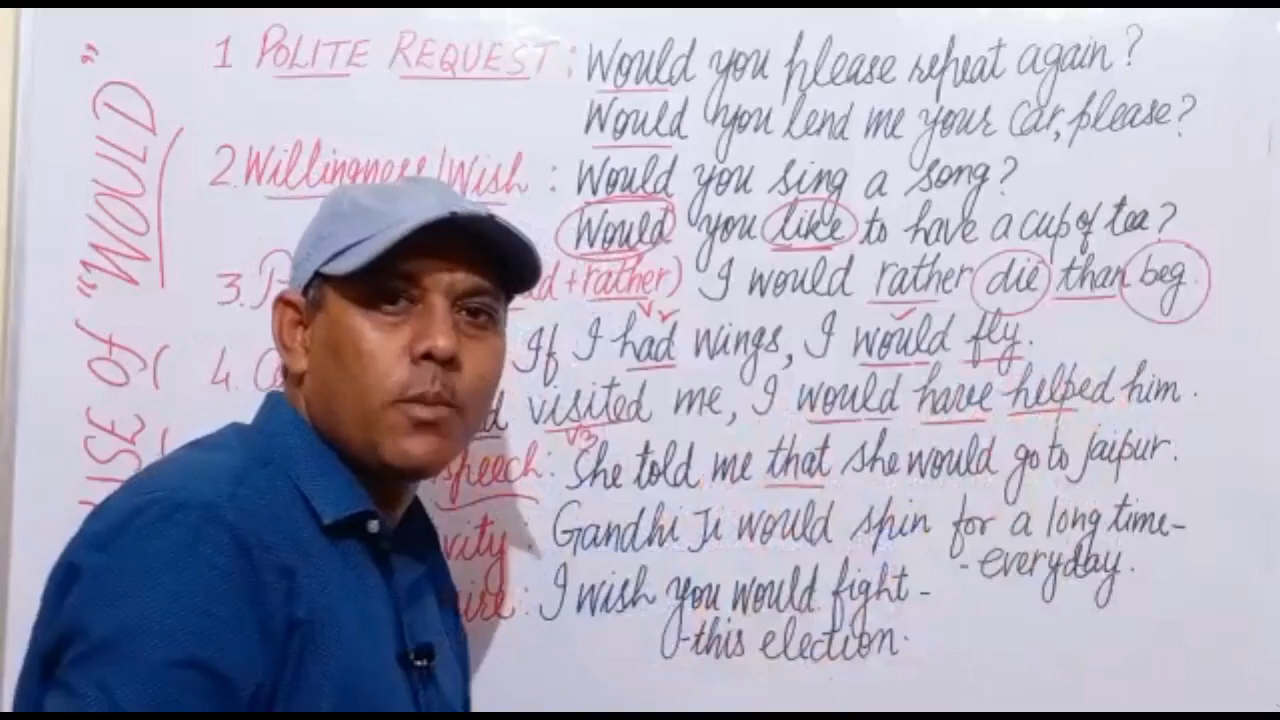 USE of "WOULD"
1 POLITE REQUEST : Would you please repeat again?
Would you lend me your car, please?
2. Willingness/Wish : Would you sing a song?
Would you like to have a cup of tea?
3. rather) I would rather die than beg.
4. If I had wings, I would fly.
visited me, I would have helped him.
V3
speech: She told me that she would go to Jaipur.
Gandhi Ji would spin for a long time-
-everyday.
I wish you would fight -
-this election.